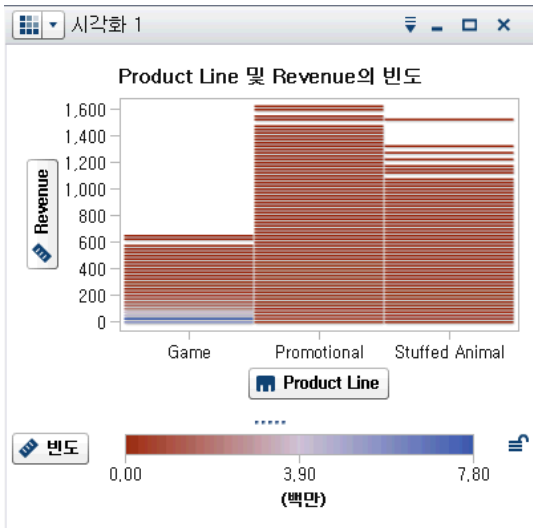 시각화 1
Product Line 및 Revenue의 빈도
Revenue
1,600
1,400
1,200
1,000
800
600
400
200
0
Game Promotional Stuffed Animal
Product Line
빈도
0,00 3,90 7,80
(백만)